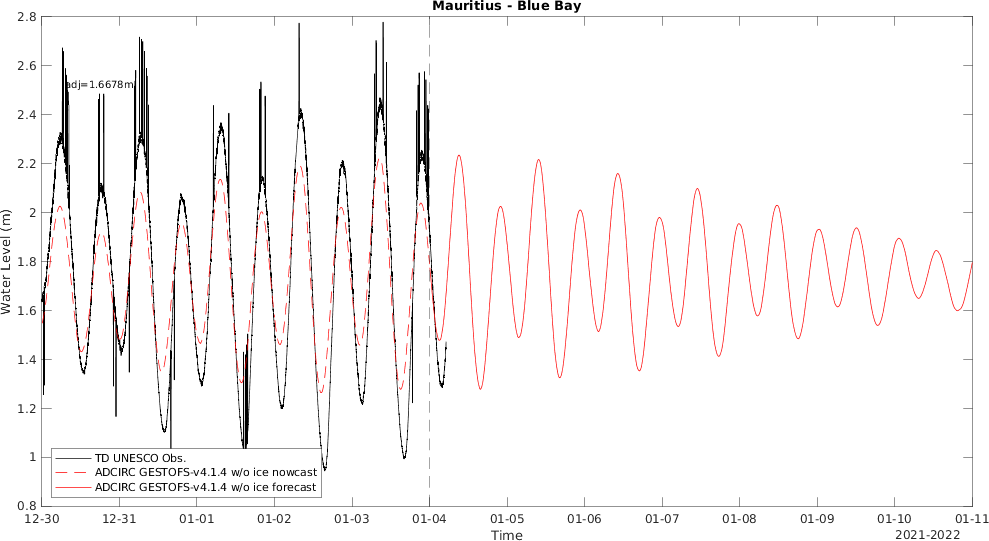 Mauritius - Blue Bay
2.8
2.6
adj=1.6678m
2.4
2.2
2
1.8
1.6
1.4
1.2
1
0.8
Water Level (m)
TD UNESCO Obs.
ADCIRC GESTOFS-v4.1.4 w/o ice nowcast
ADCIRC GESTOFS-v4.1.4 w/o ice forecast
12-30 12-31 01-01 01-02 01-03 01-04 01-05 01-06 01-07 01-08 01-09 01-10 01-11
Time
2021-2022